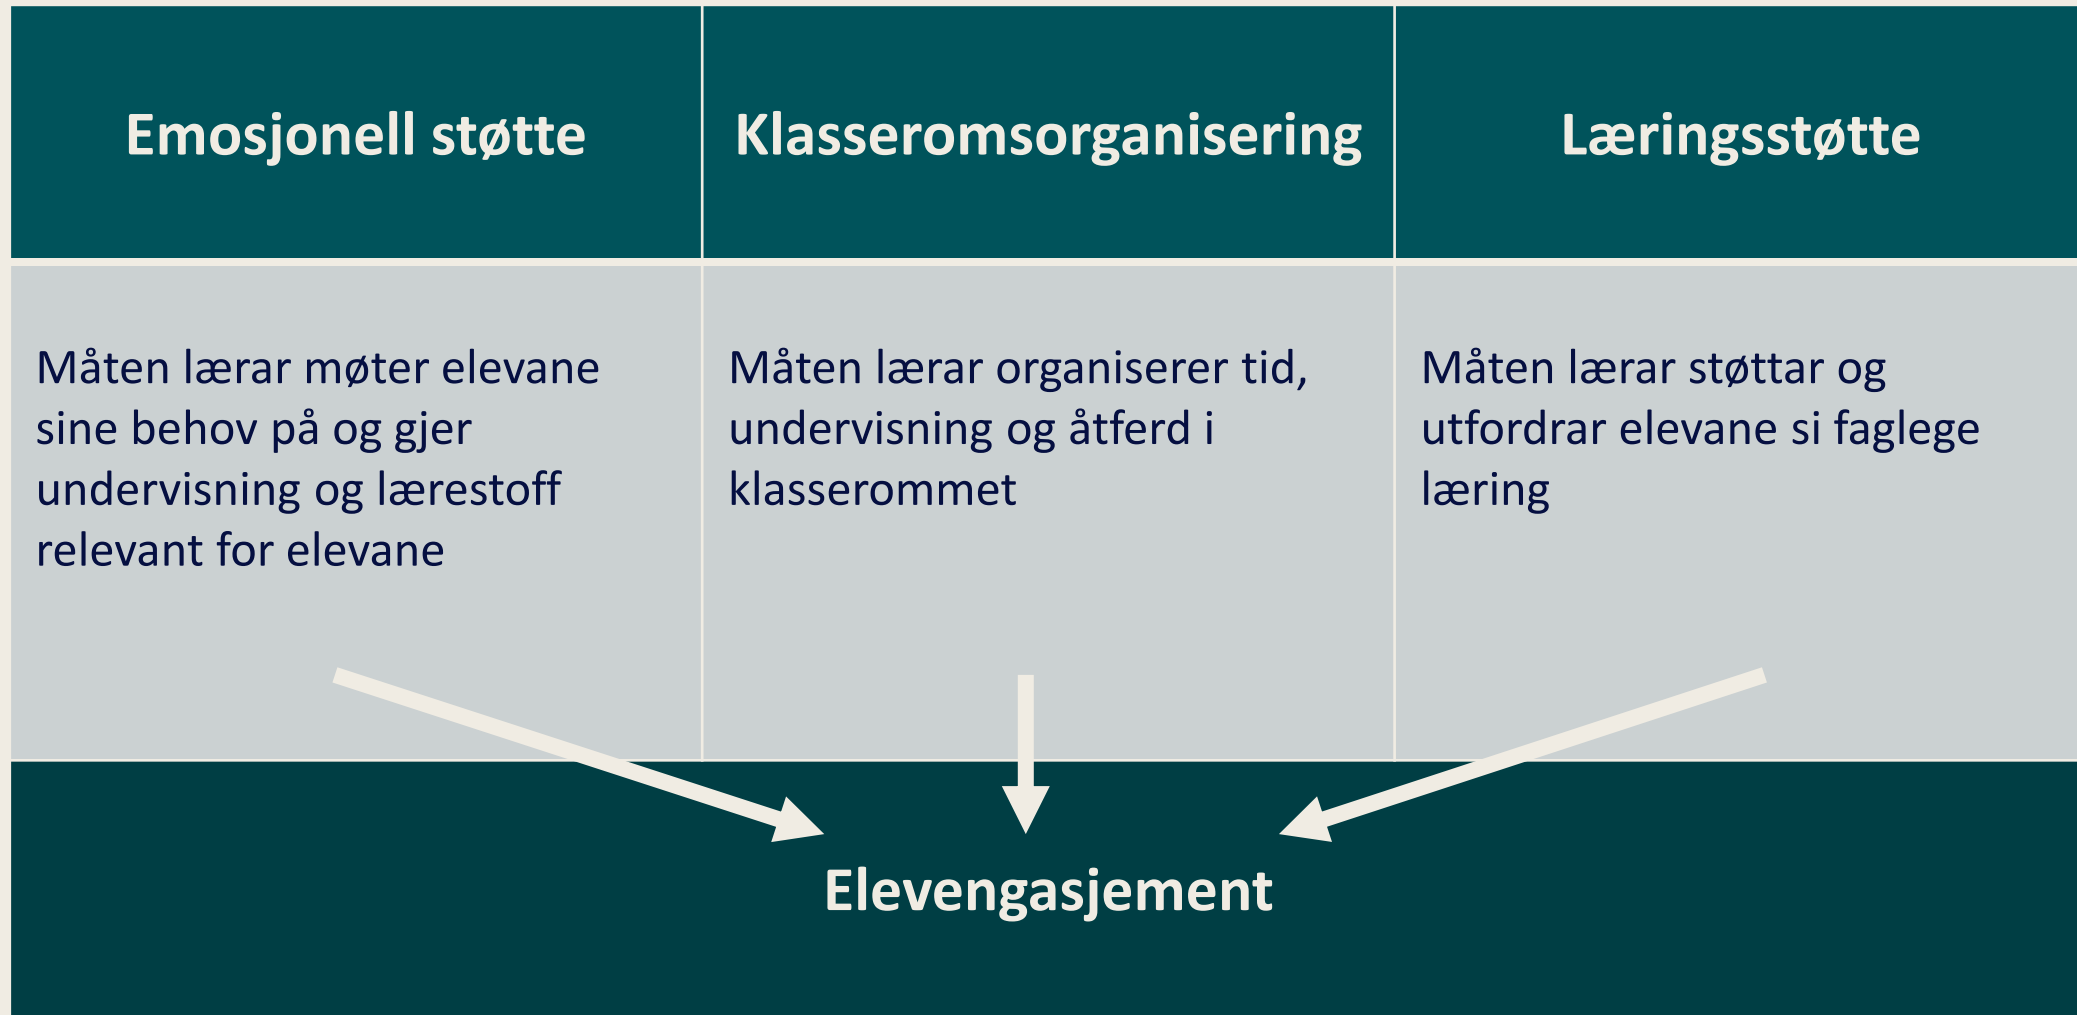 Emosjonell støtte
Klasseromsorganisering
Læringsstøtte
Måten lærar møter elevane
sine behov på og gjer
undervisning og lærestoff
relevant for elevane
Måten lærar organiserer tid,
undervisning og åtferd i
klasserommet
Måten lærar støttar og
utfordrar elevane si faglege
læring
Elevengasjement